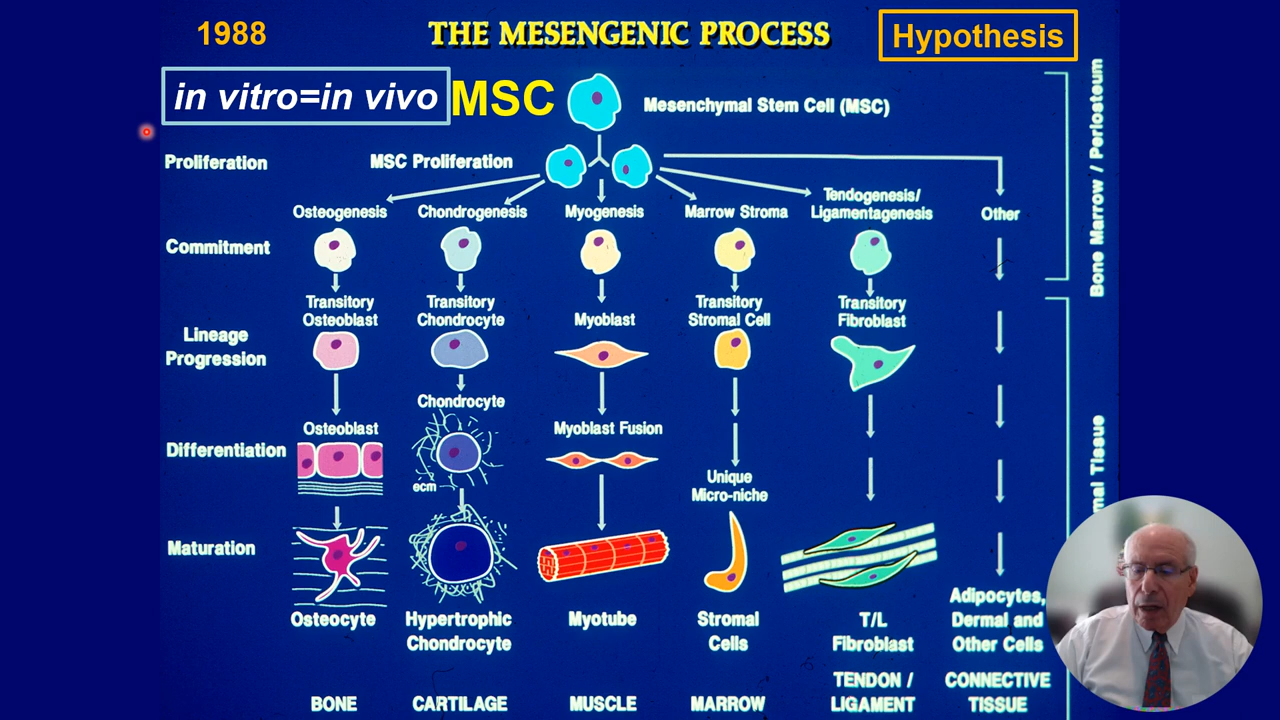 1988
THE MESENGENIC PROCESS
Hypothesis
in vitro=in vivo
MSC
Mesenchymal Stem Cell (MSC)
Bone Marrow / Periosteum
Proliferation
MSC Proliferation
Osteogenesis
Chondrogenesis
Myogenesis
Marrow Stroma
Tendogenesis/
Ligamentagenesis
Other
Commitment
Transitory
Osteoblast
Transitory
Chondrocyte
Myoblast
Transitory
Stromal Cell
Transitory
Fibroblast
Lineage
Progression
Chondrocyte
Osteoblast
Myoblast Fusion
Differentiation
ecm
Unique
Micro-niche
Tissue
Maturation
Osteocyte
Hypertrophic
Chondrocyte
Myotube
Stromal
Cells
T/L
Fibroblast
Adipocytes,
Dermal and
Other Cells
BONE
CARTILAGE
MUSCLE
MARROW
TENDON /
LIGAMENT
CONNECTIVE
TISSUE